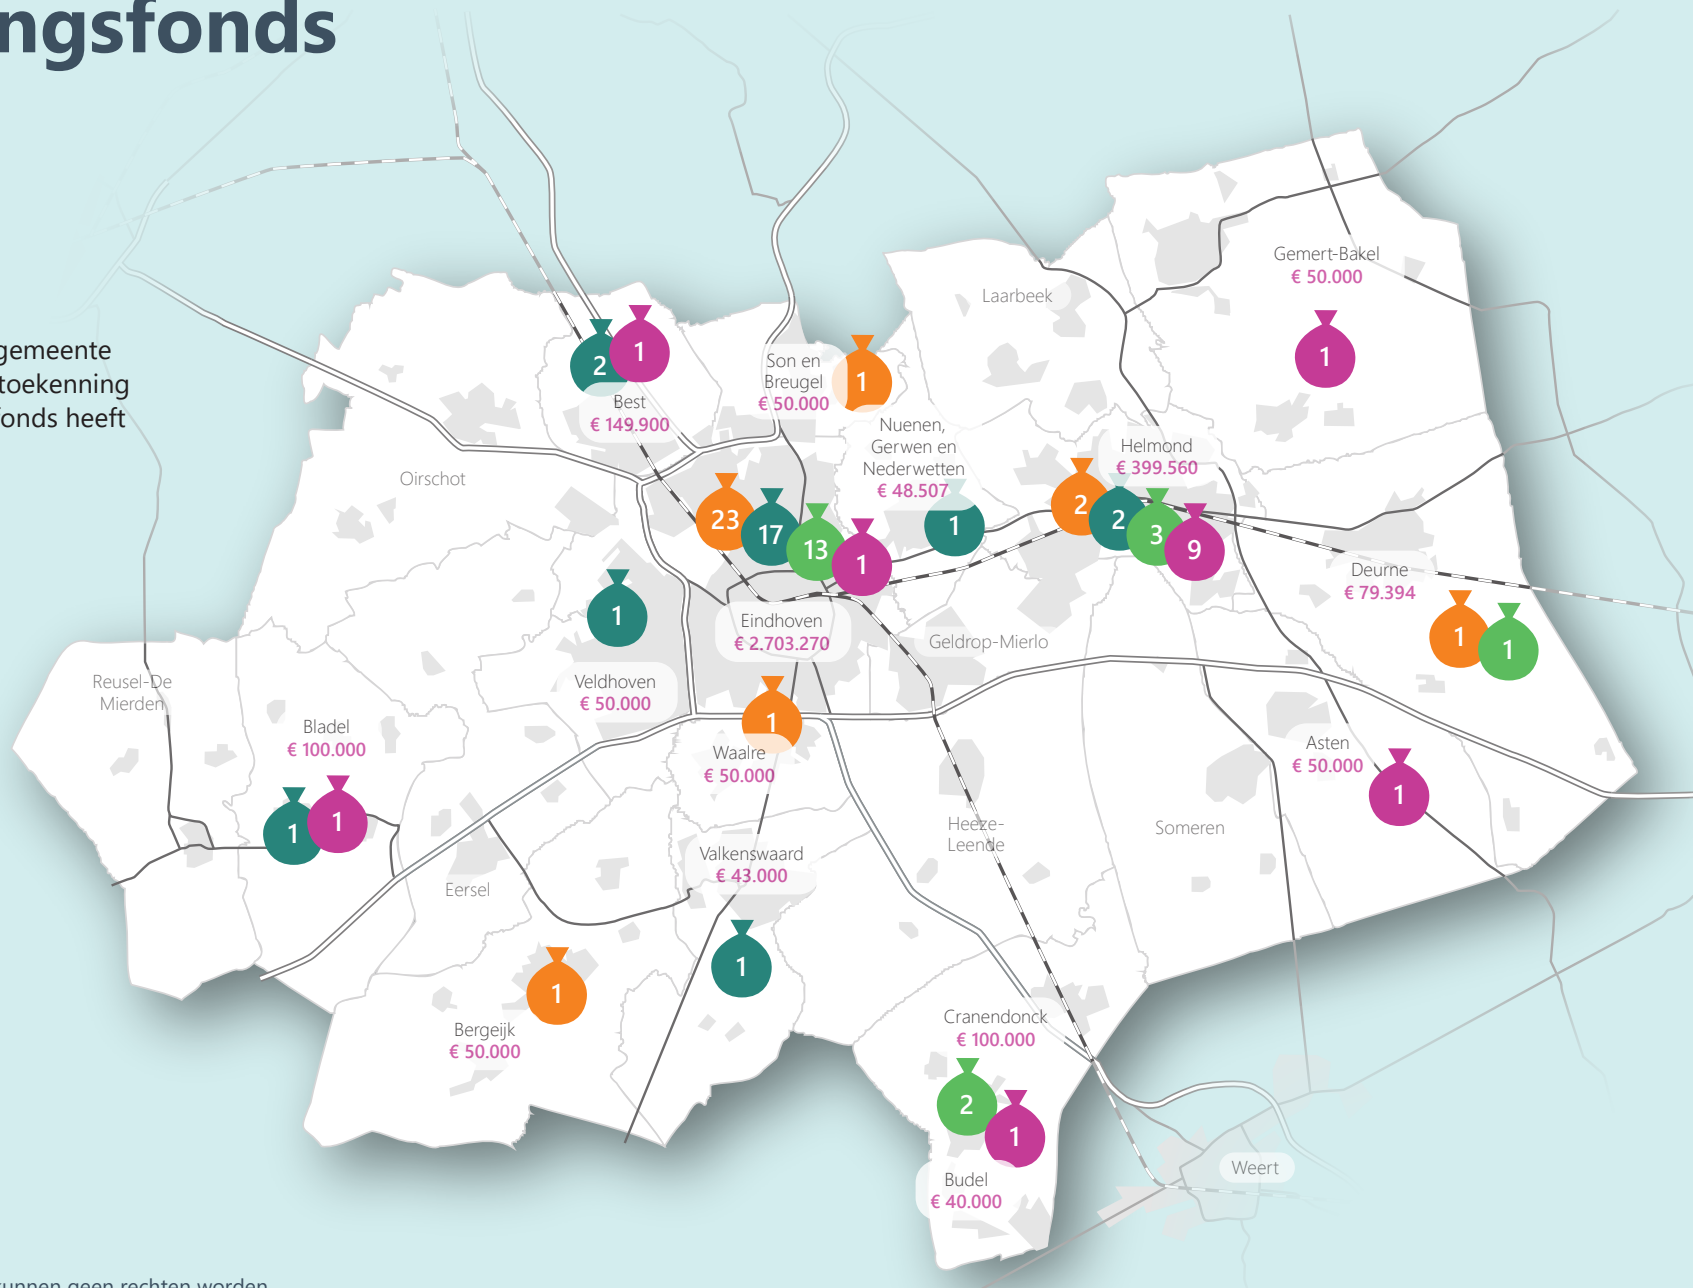 ngsfonds
gemeente
toekenning
fonds heeft
Gemert-Bakel
€ 50.000
1
Laarbeek
2
1
Best
€ 149.900
Son en
Breugel
€ 50.000
1
Nuenen,
Gerwen en
Nederwetten
€ 48.507
1
Helmond
€ 399.560
2
2
3
9
Oirschot
23
17
13
1
Eindhoven
€ 2.703.270
Deurne
€ 79.394
1
1
1
Veldhoven
€ 50.000
Geldrop-Mierlo
Reusel-De
Mierden
Bladel
€ 100.000
1
1
1
Waalre
€ 50.000
Asten
€ 50.000
1
Heeze-
Leende
Someren
Valkenswaard
€ 43.000
1
Eersel
1
Bergeijk
€ 50.000
Cranendonck
€ 100.000
2
1
Budel
€ 40.000
Weert
kunnen geen rechten worden